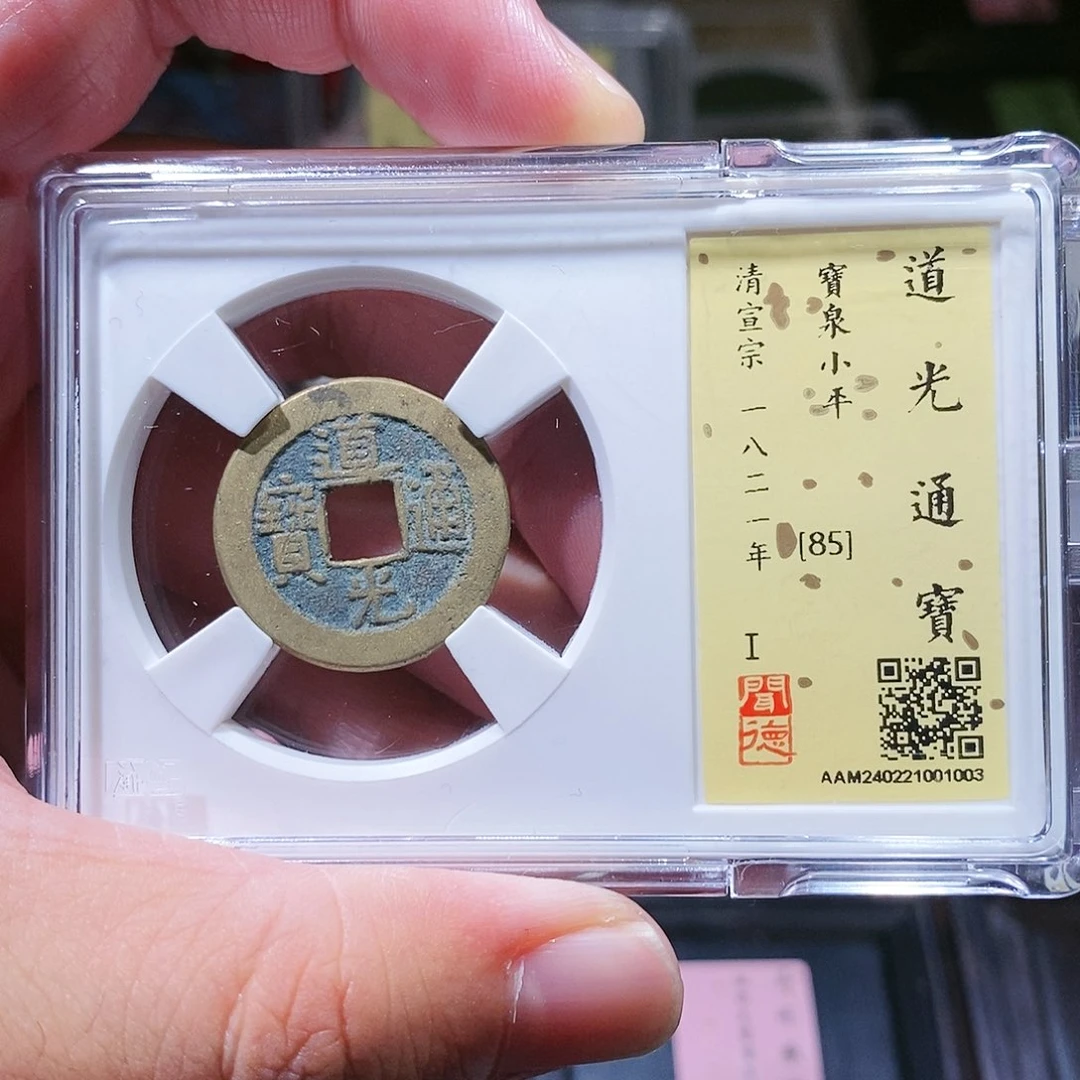 道光通寶
道光通寶
寶泉小平
[85]
清宣宗 一八二一年 I
聞德
AAM240221001003